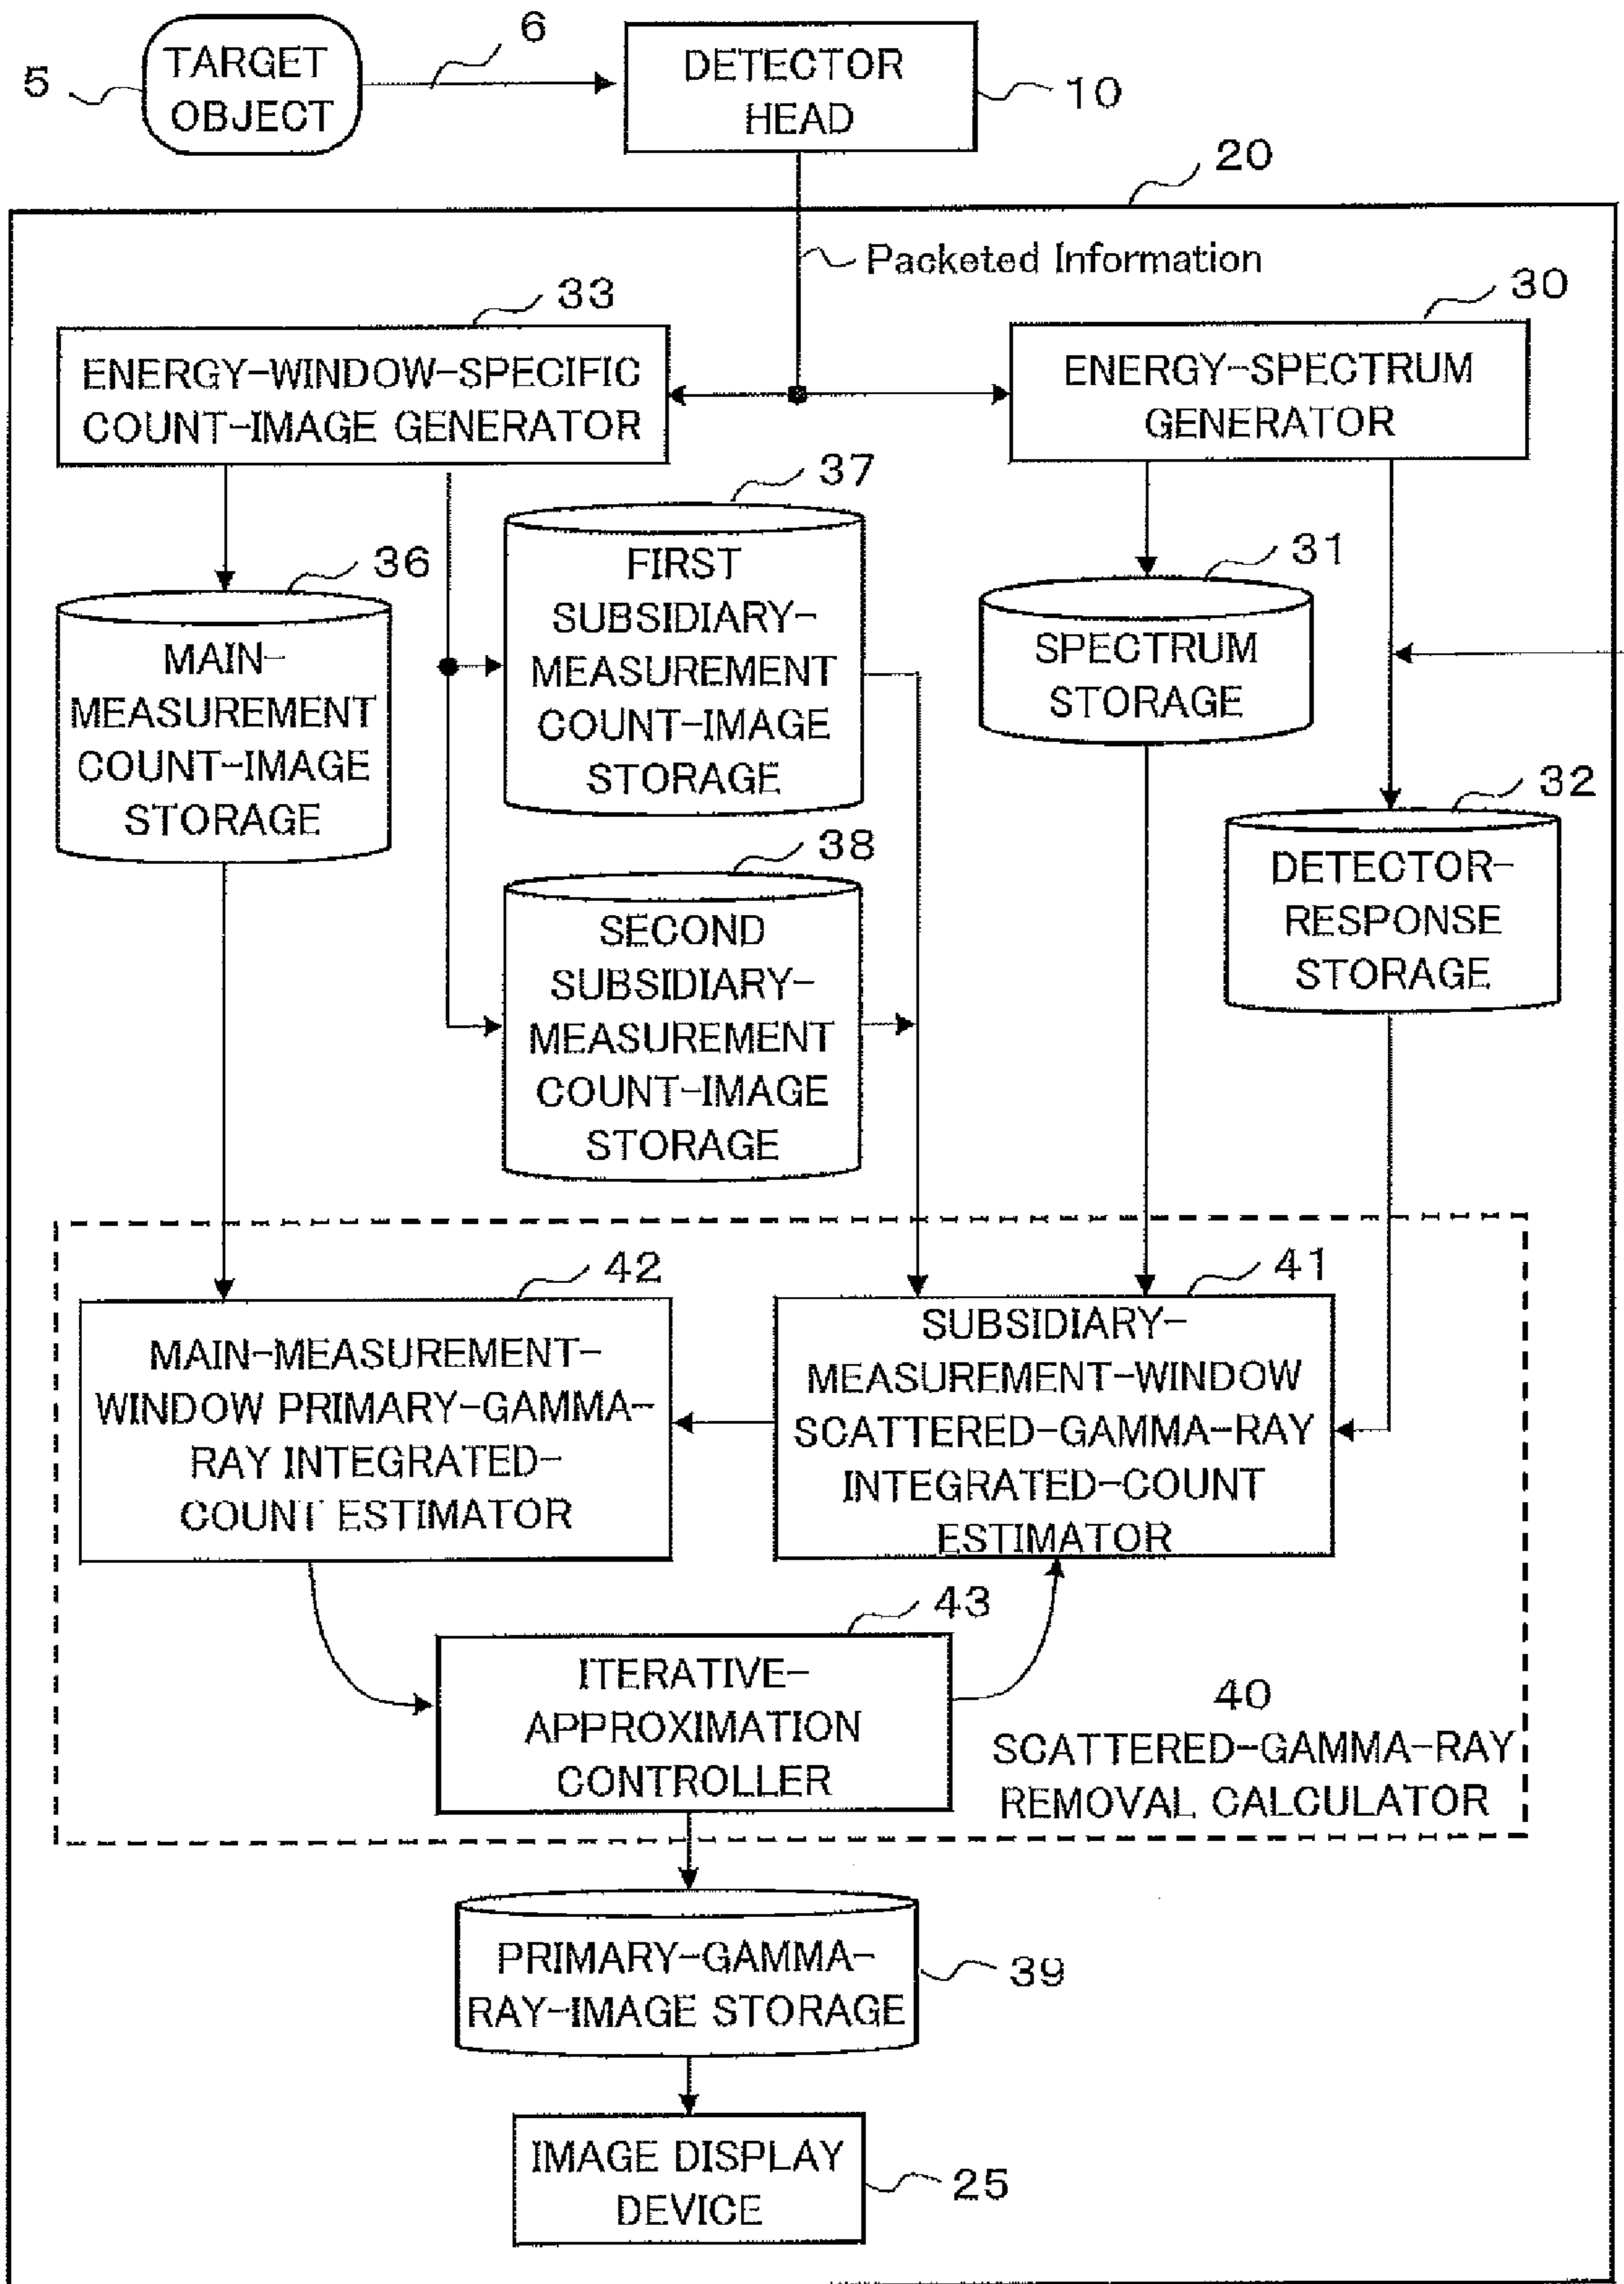 6
TARGET
OBJECT
5
DETECTOR
HEAD
10
20
Packeted Information
33
30
ENERGY-WINDOW-SPECIFIC
COUNT-IMAGE GENERATOR
ENERGY-SPECTRUM
GENERATOR
37
FIRST
SUBSIDIARY-
MEASUREMENT
COUNT-IMAGE
STORAGE
36
MAIN-
MEASUREMENT
COUNT-IMAGE
STORAGE
31
SPECTRUM
STORAGE
32
DETECTOR-
RESPONSE
STORAGE
38
SECOND
SUBSIDIARY-
MEASUREMENT
COUNT-IMAGE
STORAGE
42
MAIN-MEASUREMENT-
WINDOW PRIMARY-GAMMA-
RAY INTEGRATED-
COUNT ESTIMATOR
41
SUBSIDIARY-
MEASUREMENT-WINDOW
SCATTERED-GAMMA-RAY
INTEGRATED-COUNT
ESTIMATOR
43
ITERATIVE-
APPROXIMATION
CONTROLLER
40
SCATTERED-GAMMA-RAY
REMOVAL CALCULATOR
PRIMARY-GAMMA-
RAY-IMAGE STORAGE
39
IMAGE DISPLAY
DEVICE
25